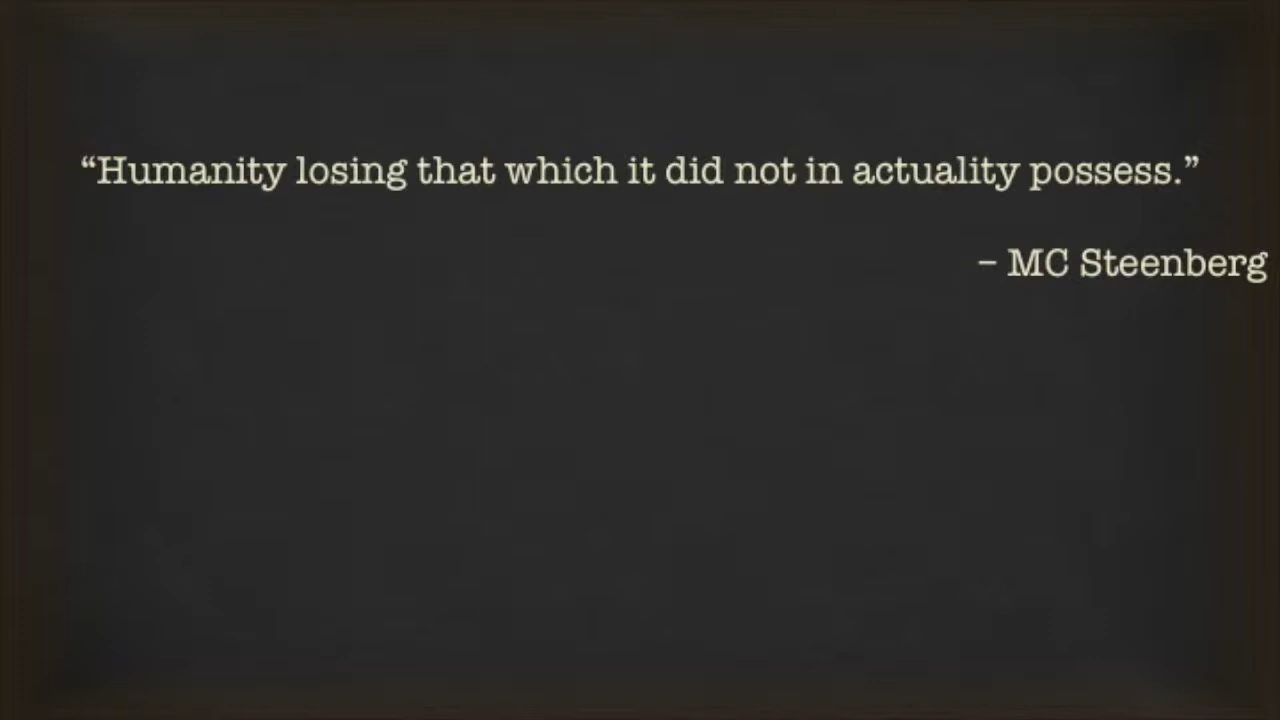 “Humanity losing that which it did not in actuality possess.”
– MC Steenberg